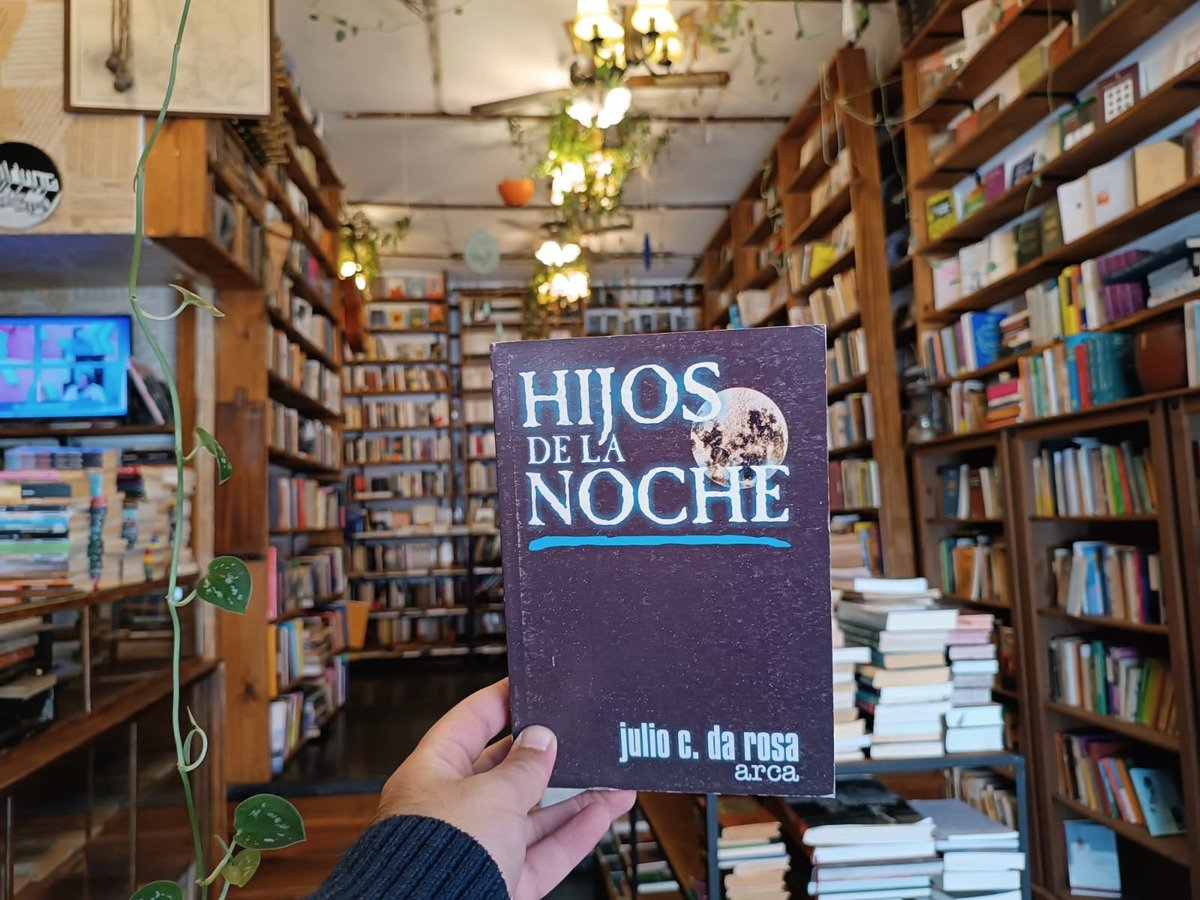 HIJOS
DE LA
NOCHE
julio c. da rosa
arca